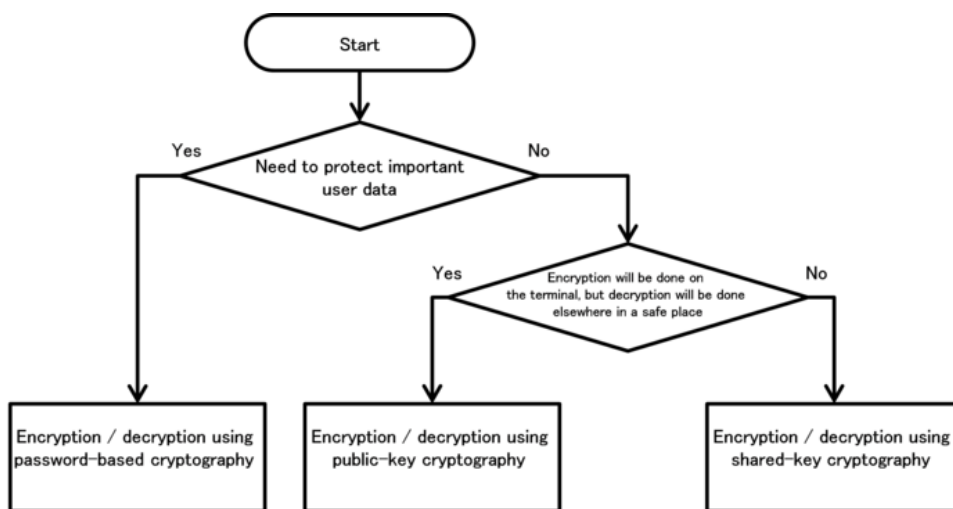 Start
Yes
No
Need to protect important
user data
Yes
No
Encryption will be done on
the terminal, but decryption will be done
elsewhere in a safe place
Encryption / decryption using
password-based cryptography
Encryption / decryption using
public-key cryptography
Encryption / decryption using
shared-key cryptography